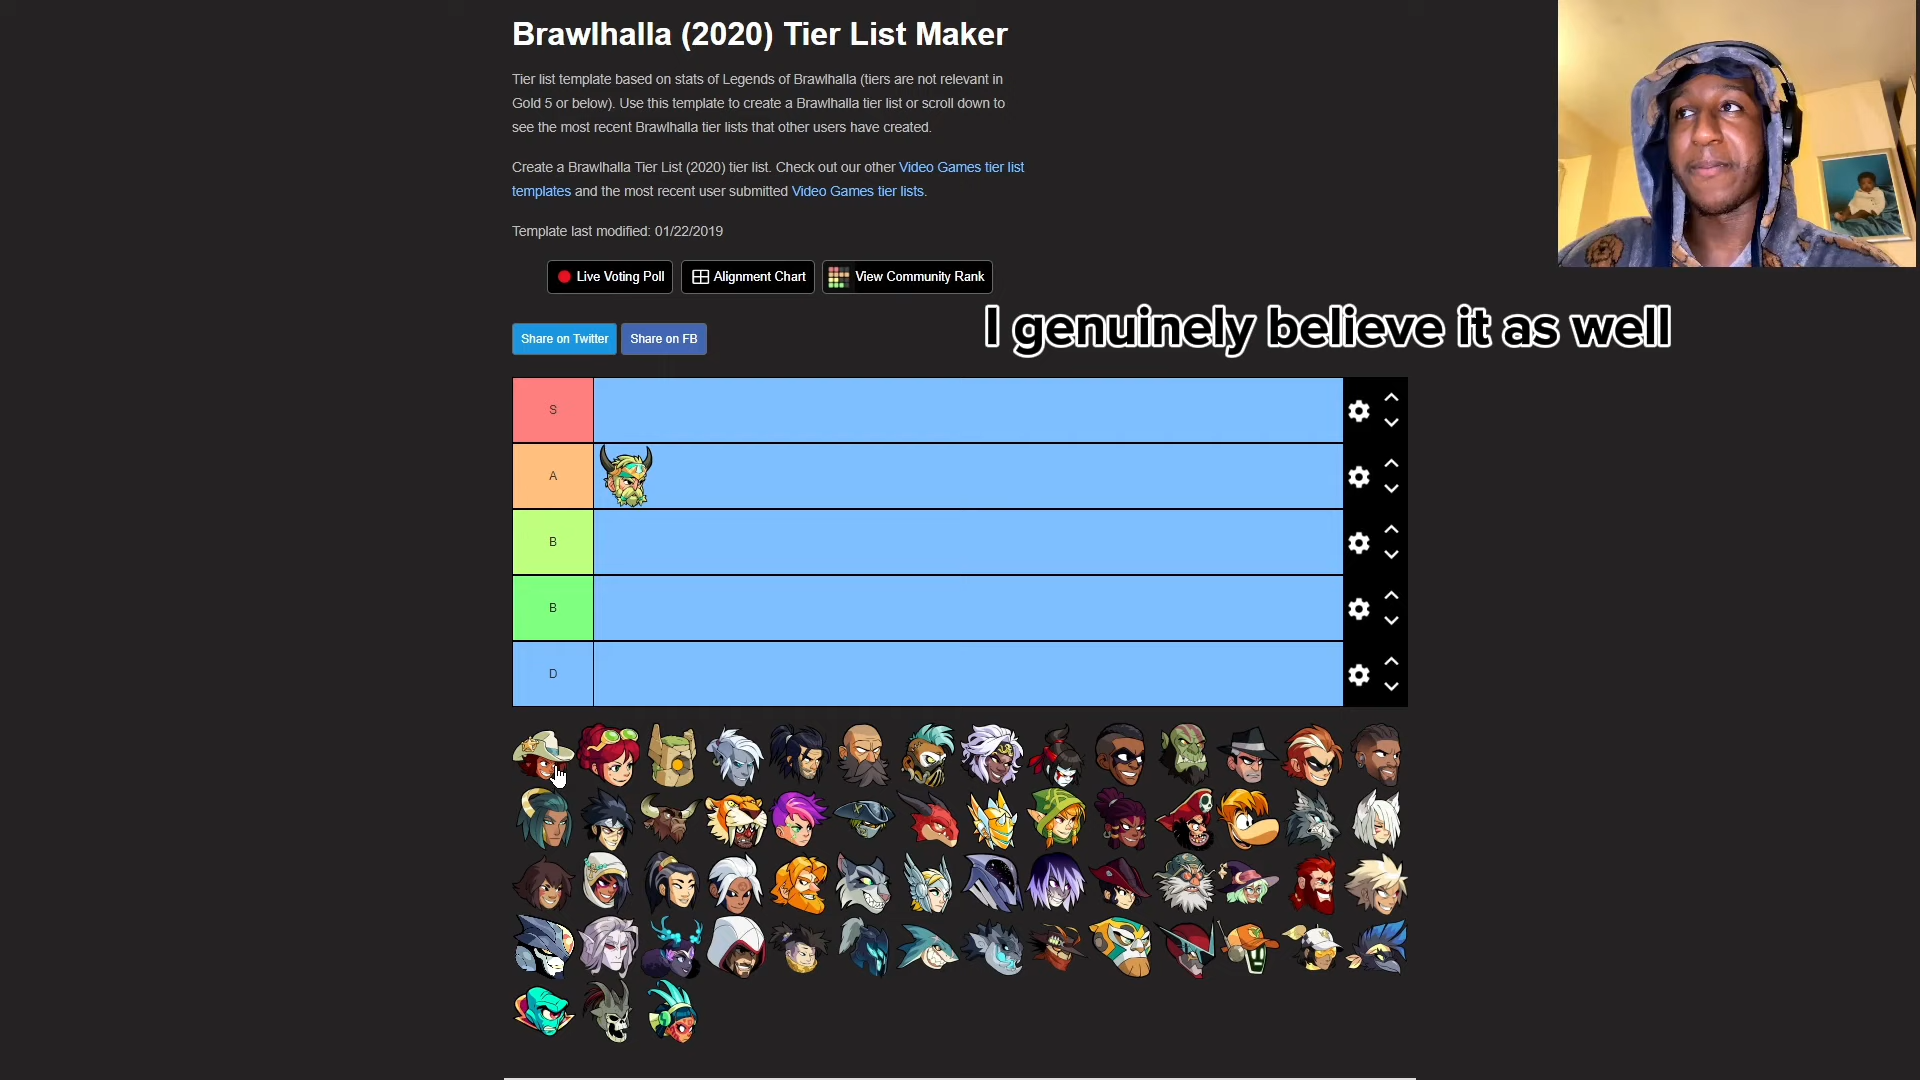 Brawlhalla (2020) Tier List Maker
Tier list template based on stats of Legends of Brawlhalla (tiers are not relevant in
Gold 5 or below). Use this template to create a Brawlhalla tier list or scroll down to
see the most recent Brawlhalla tier lists that other users have created.
Create a Brawlhalla Tier List (2020) tier list. Check out our other Video Games tier list
templates and the most recent user submitted Video Games tier lists.
Template last modified: 01/22/2019
Live Voting Poll
Alignment Chart
View Community Rank
I genuinely believe it as well
Share on Twitter
Share on FB
S
A
B
B
D